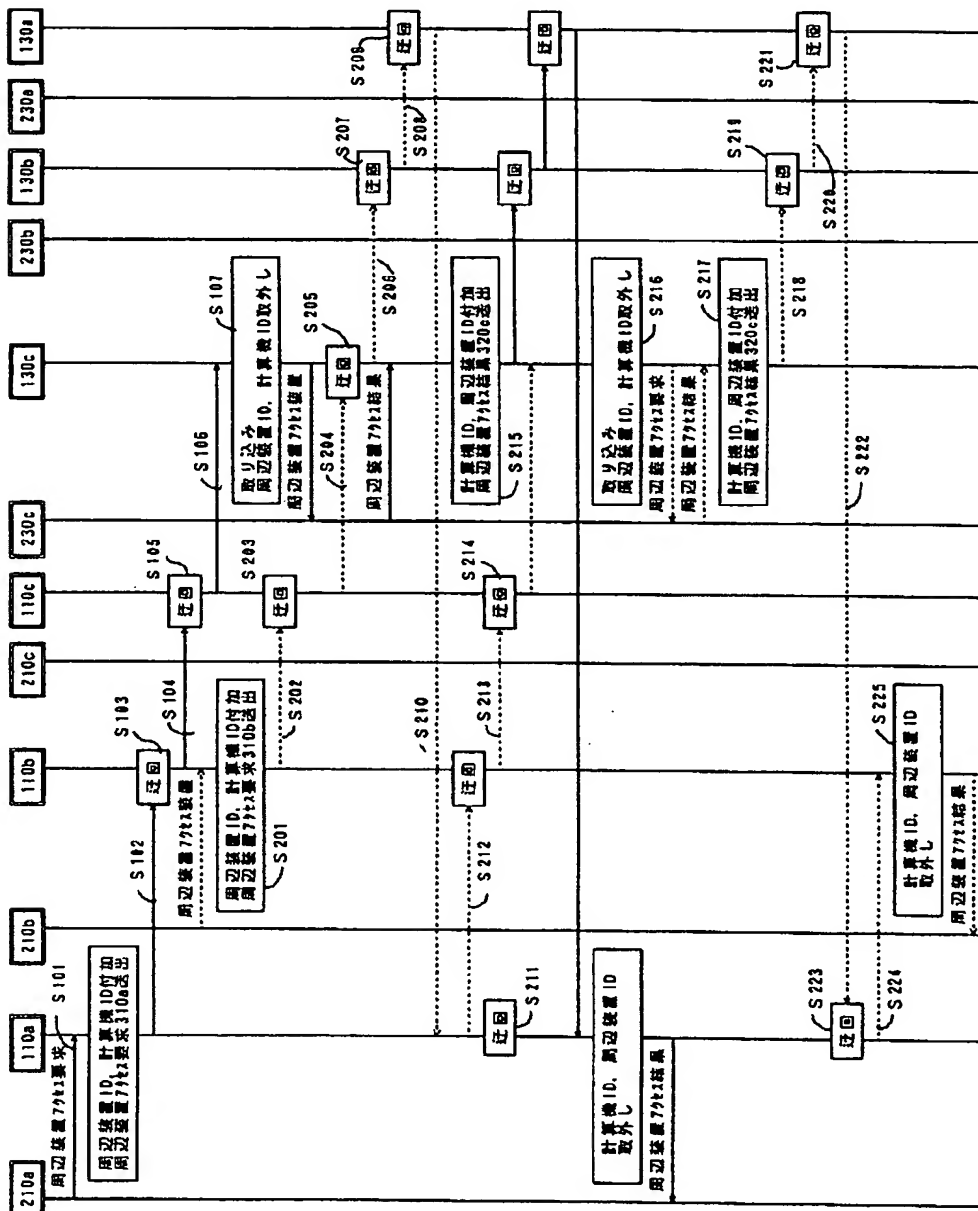 210a
110a
210b
110b
210c
110c
230c
130c
230b
130b
230a
130a
周辺装置アクセス要求
S101
周辺装置ID、計算機ID付加
周辺装置アクセス要求310a送出
S102
迂回
S103
S104
迂回
S105
S106
周辺装置アクセス装置
周辺装置ID、計算機ID付加
周辺装置アクセス要求310b送出
S201
S202
迂回
S203
取り込み
周辺装置ID、計算機ID取外し
S107
周辺装置アクセス装置
S204
迂回
S205
周辺装置アクセス結果
S206
迂回
S207
S208
迂回
S209
S210
迂回
S211
S212
迂回
S213
迂回
S214
計算機ID、周辺装置ID付加
周辺装置アクセス結果320c送出
S215
迂回
迂回
計算機ID、周辺装置ID
取外し
周辺装置アクセス結果
取り込み
周辺装置ID、計算機ID取外し
S216
周辺装置アクセス要求
周辺装置アクセス結果
S217
計算機ID、周辺装置ID付加
周辺装置アクセス結果320c送出
S218
迂回
S219
S220
迂回
S221
S222
迂回
S223
S224
計算機ID、周辺装置ID
取外し
S225
周辺装置アクセス結果